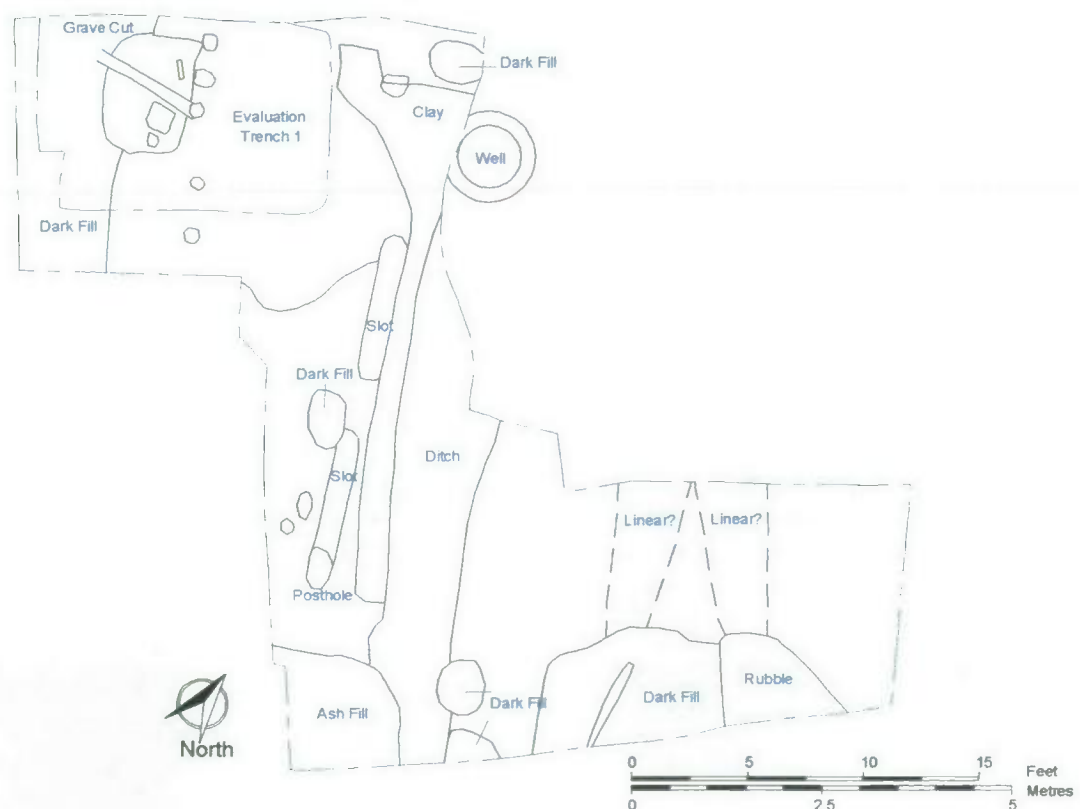 Grave Cut
Dark Fill
Clay
Evaluation
Trench 1
Well
Dark Fill
Slot
Dark Fill
Ditch
Slot
Linear?
Linear?
Posthole
Rubble
Dark Fill
Dark Fill
Ash Fill
North
0
5
10
15
Feet
Metres
0
2.5
5